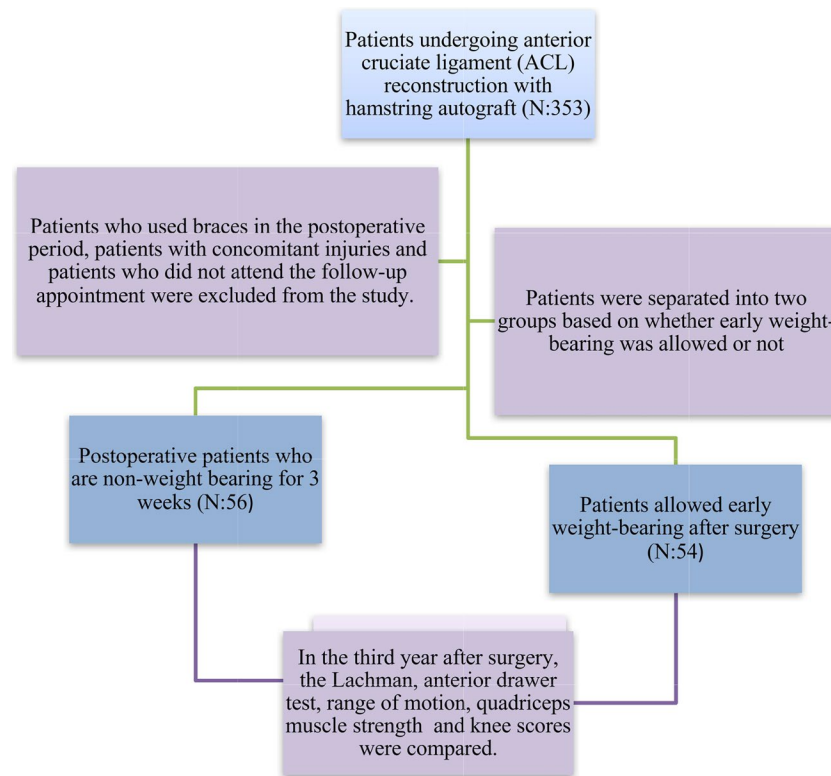 Patients undergoing anterior
cruciate ligament (ACL)
reconstruction with
hamstring autograft (N:353)
Patients who used braces in the postoperative
period, patients with concomitant injuries and
patients who did not attend the follow-up
appointment were excluded from the study.
Patients were separated into two
groups based on whether early weight-
bearing was allowed or not
Postoperative patients who
are non-weight bearing for 3
weeks (N:56)
Patients allowed early
weight-bearing after surgery
(N:54)
In the third year after surgery,
the Lachman, anterior drawer
test, range of motion, quadriceps
muscle strength and knee scores
were compared.